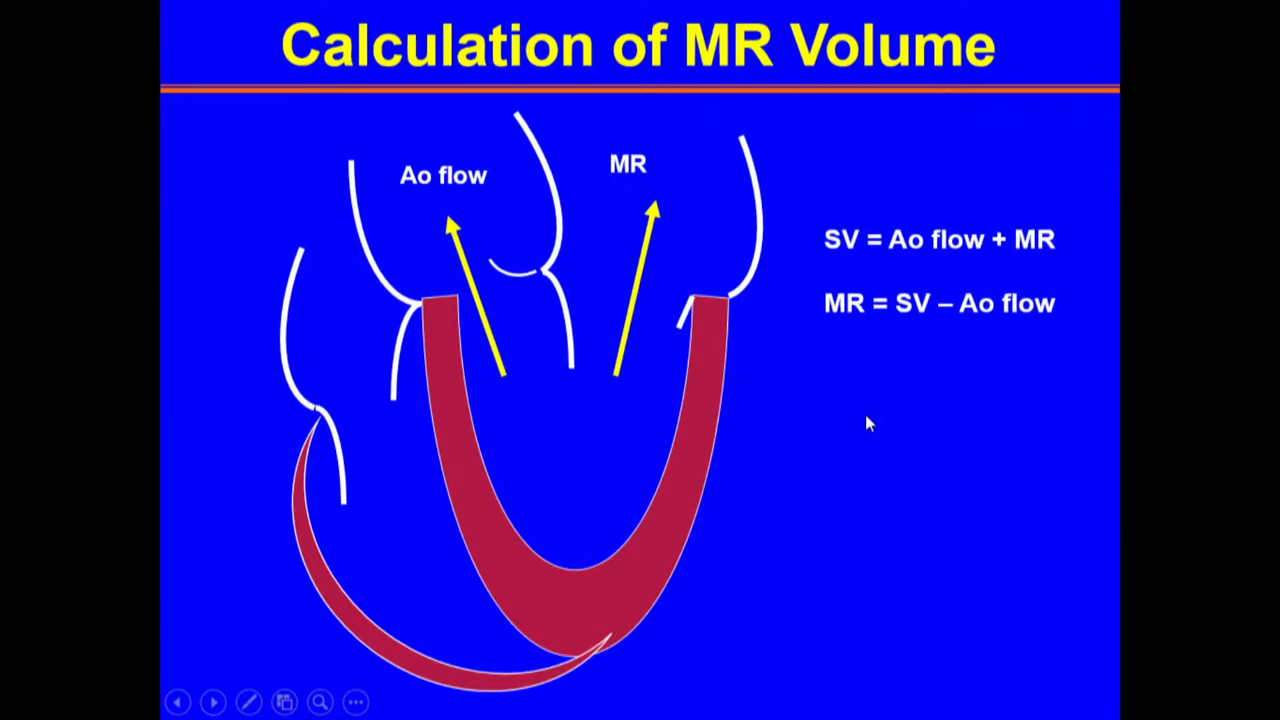 Calculation of MR Volume
Ao flow
MR
SV = Ao flow + MR
MR = SV – Ao flow